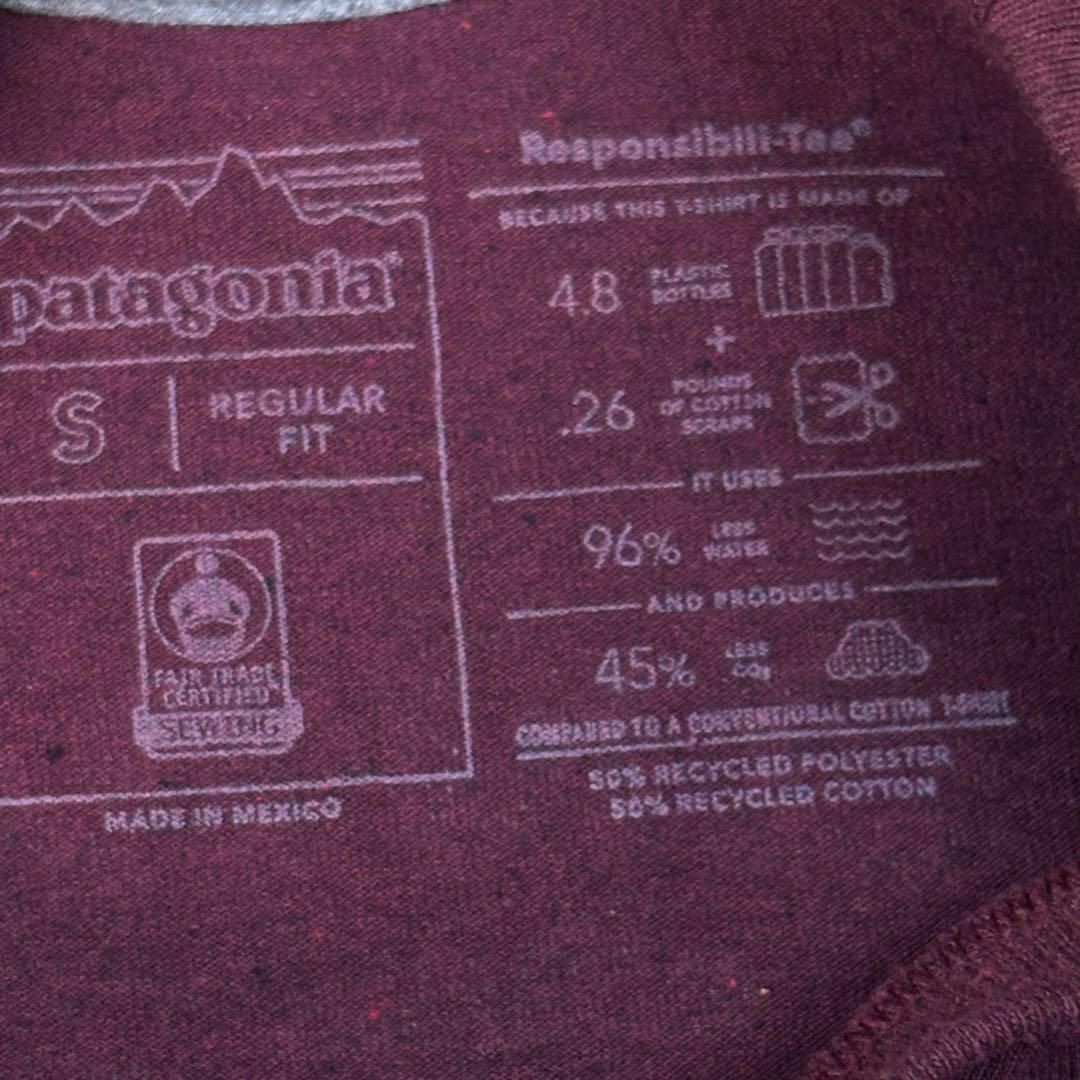 patagonia®
S | REGULAR
FIT
FAIR TRADE
CERTIFIED
SEWING
MADE IN MEXICO
Responsibili-Tee®
BECAUSE THIS T-SHIRT IS MADE OF
4.8 PLASTIC
BOTTLES
+
.26 POUNDS
OF COTTON
SCRAPS
IT USES
96% LESS
WATER
AND PRODUCES
45% LESS
CO₂
COMPARED TO A CONVENTIONAL COTTON T-SHIRT
50% RECYCLED POLYESTER
50% RECYCLED COTTON